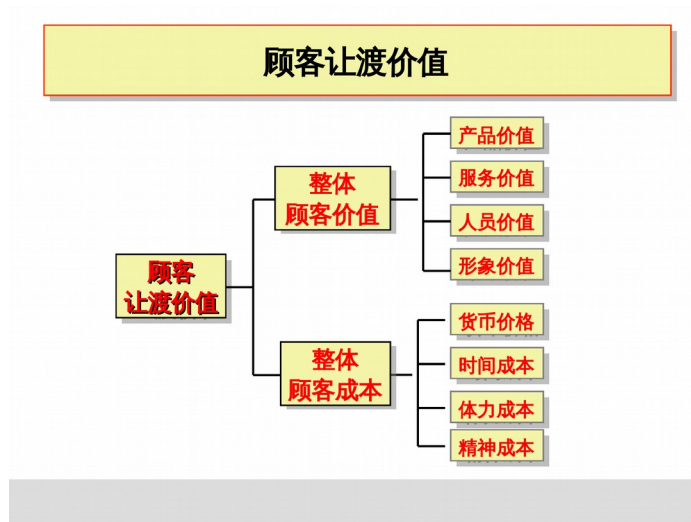 顾客让渡价值
产品价值
服务价值
人员价值
形象价值
整体
顾客价值
顾客
让渡价值
整体
顾客成本
货币价格
时间成本
体力成本
精神成本